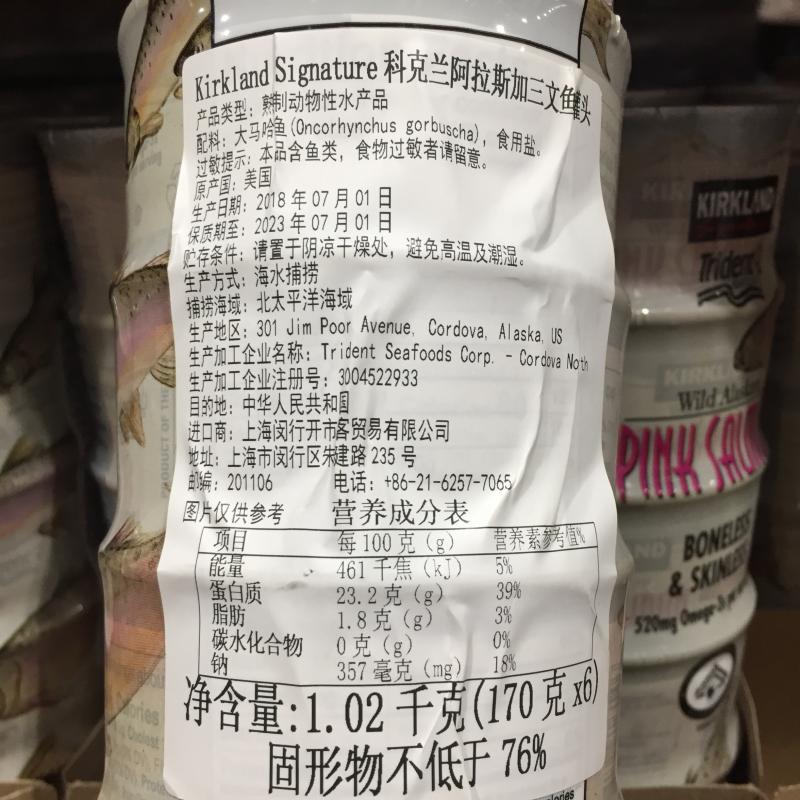 Kirkland Signature 科克兰阿拉斯加三文鱼罐头
产品类型：熟制动物性水产品
配料：大马哈鱼(Oncorhynchus gorbuscha)，食用盐。
过敏提示：本品含鱼类，食物过敏者请留意。
原产国：美国
生产日期：2018 年 07 月 01 日
保质期至：2023 年 07 月 01 日
贮存条件：请置于阴凉干燥处，避免高温及潮湿。
生产方式：海水捕捞
捕捞海域：北太平洋海域
生产地区：301 Jim Poor Avenue, Cordova, Alaska, US
生产加工企业名称：Trident Seafoods Corp. - Cordova North
生产加工企业注册号：3004522933
目的地：中华人民共和国
进口商：上海闵行开市客贸易有限公司
地址：上海市闵行区朱建路 235 号
邮编：201106 电话：+86-21-6257-7065
图片仅供参考 营养成分表
项目 每 100 克（g） 营养素参考值%
能量 461 千焦（kJ） 5%
蛋白质 23.2 克（g） 39%
脂肪 1.8 克（g） 3%
碳水化合物 0 克（g） 0%
钠 357 毫克（mg） 18%
净含量：1.02 千克(170 克 x6)
固形物不低于 76%
KIRKLAND
Trident
KIRKL
Wild Alaskan
PINK SAL
BONELESS
& SKINLESS
520mg Omega-3s
PRODUCT OF TH